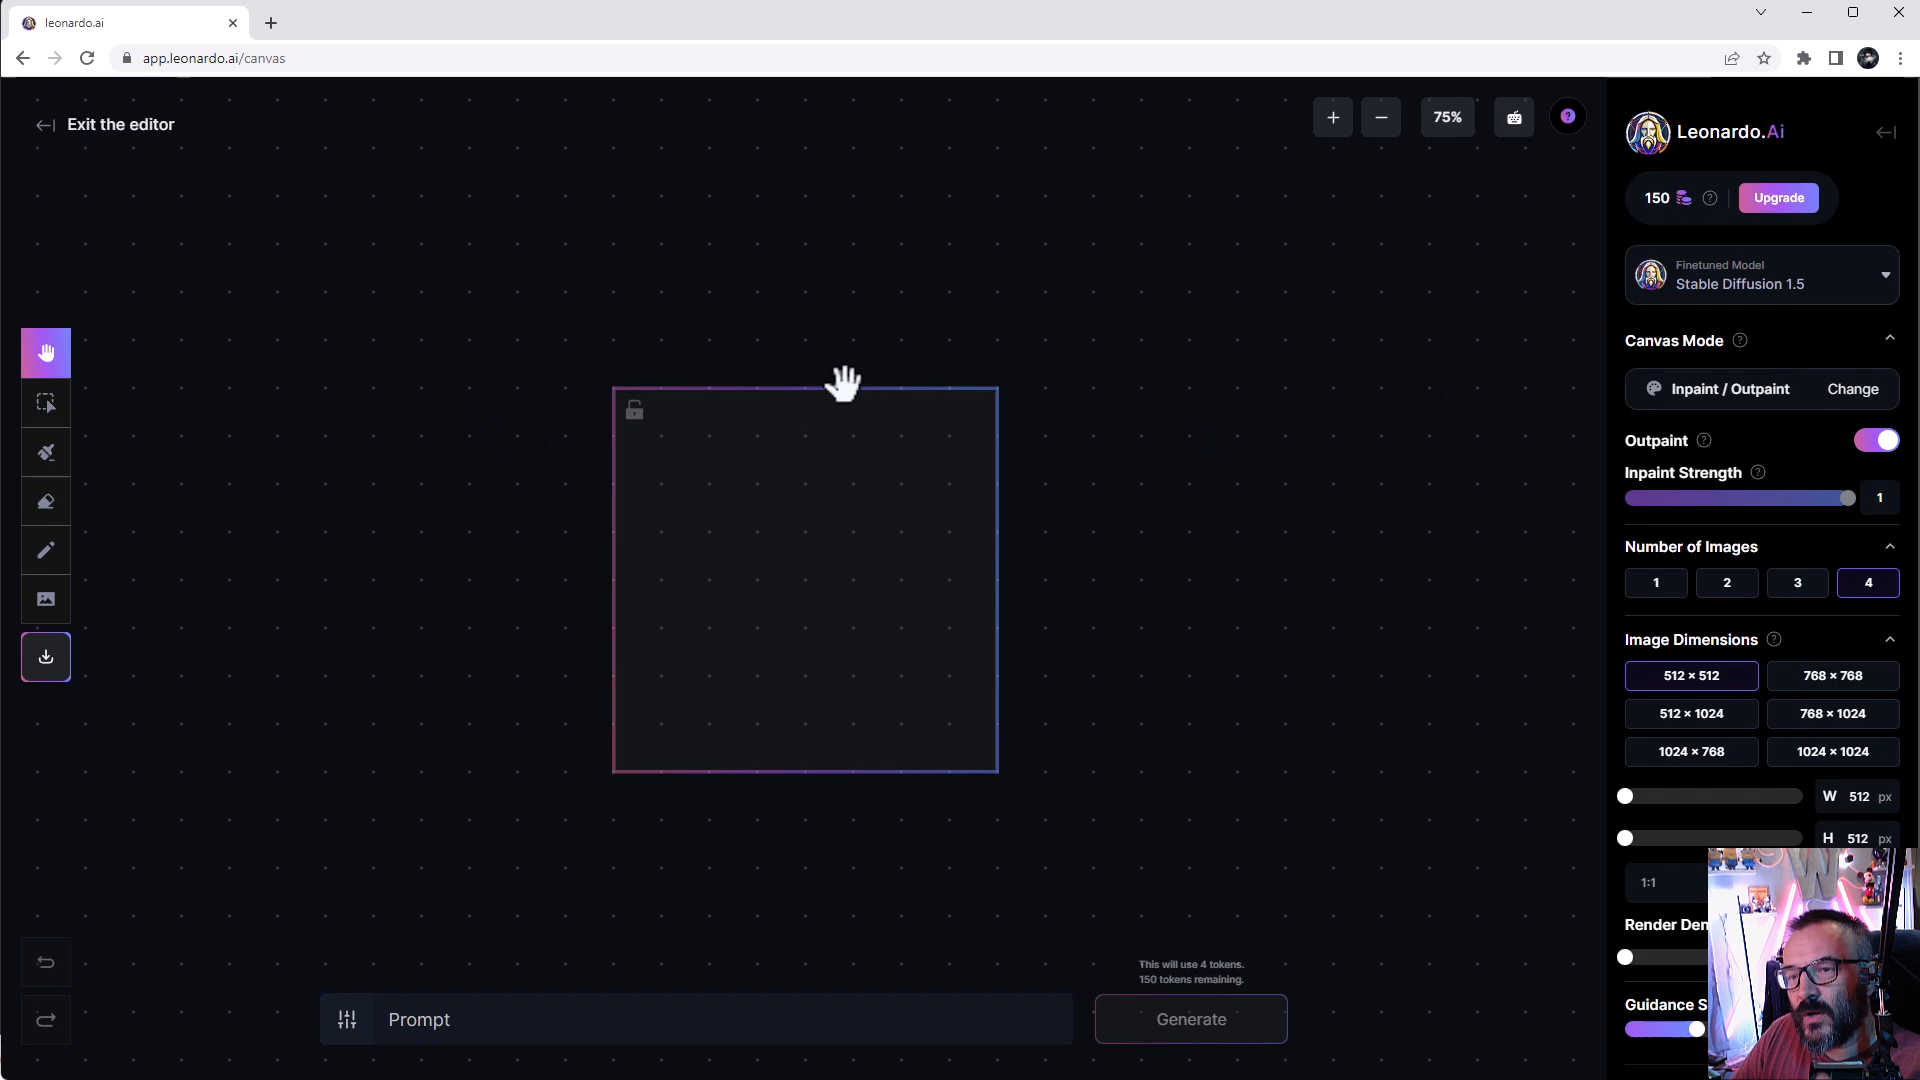 leonardo.ai
app.leonardo.ai/canvas
Exit the editor
75%
Leonardo.Ai
150
Upgrade
Finetuned Model
Stable Diffusion 1.5
Canvas Mode
Inpaint / Outpaint Change
Outpaint
Inpaint Strength
1
Number of Images
1 2 3 4
Image Dimensions
512 × 512 768 × 768
512 × 1024 768 × 1024
1024 × 768 1024 × 1024
W 512 px
H 512 px
1:1
Render Den
Guidance S
This will use 4 tokens.
150 tokens remaining.
Prompt
Generate